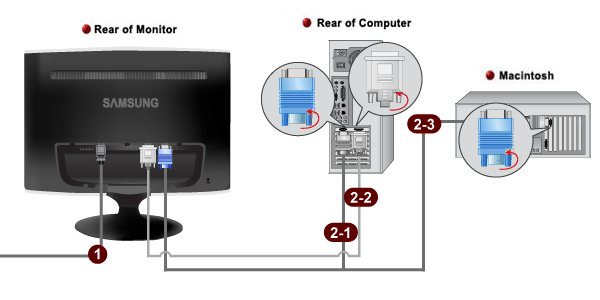 Rear of Monitor
Rear of Computer
Macintosh
SAMSUNG
2-3
2-2
2-1
1